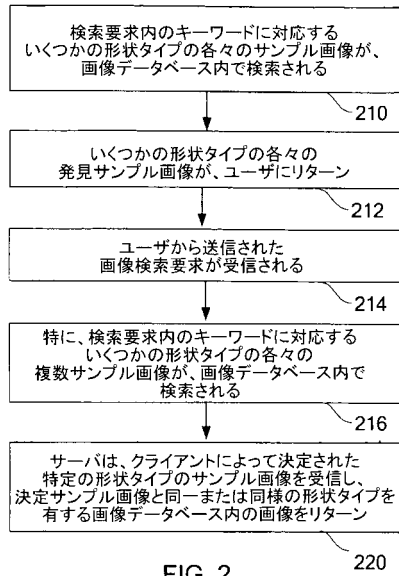 検索要求内のキーワードに対応する
いくつかの形状タイプの各々のサンプル画像が、
画像データベース内で検索される
210
いくつかの形状タイプの各々の
発見サンプル画像が、ユーザにリターン
212
ユーザから送信された
画像検索要求が受信される
214
特に、検索要求内のキーワードに対応する
いくつかの形状タイプの各々の
複数サンプル画像が、画像データベース内で
検索される
216
サーバは、クライアントによって決定された
特定の形状タイプのサンプル画像を受信し、
決定サンプル画像と同一または同様の形状タイプを
有する画像データベース内の画像をリターン
220
FIG. 2